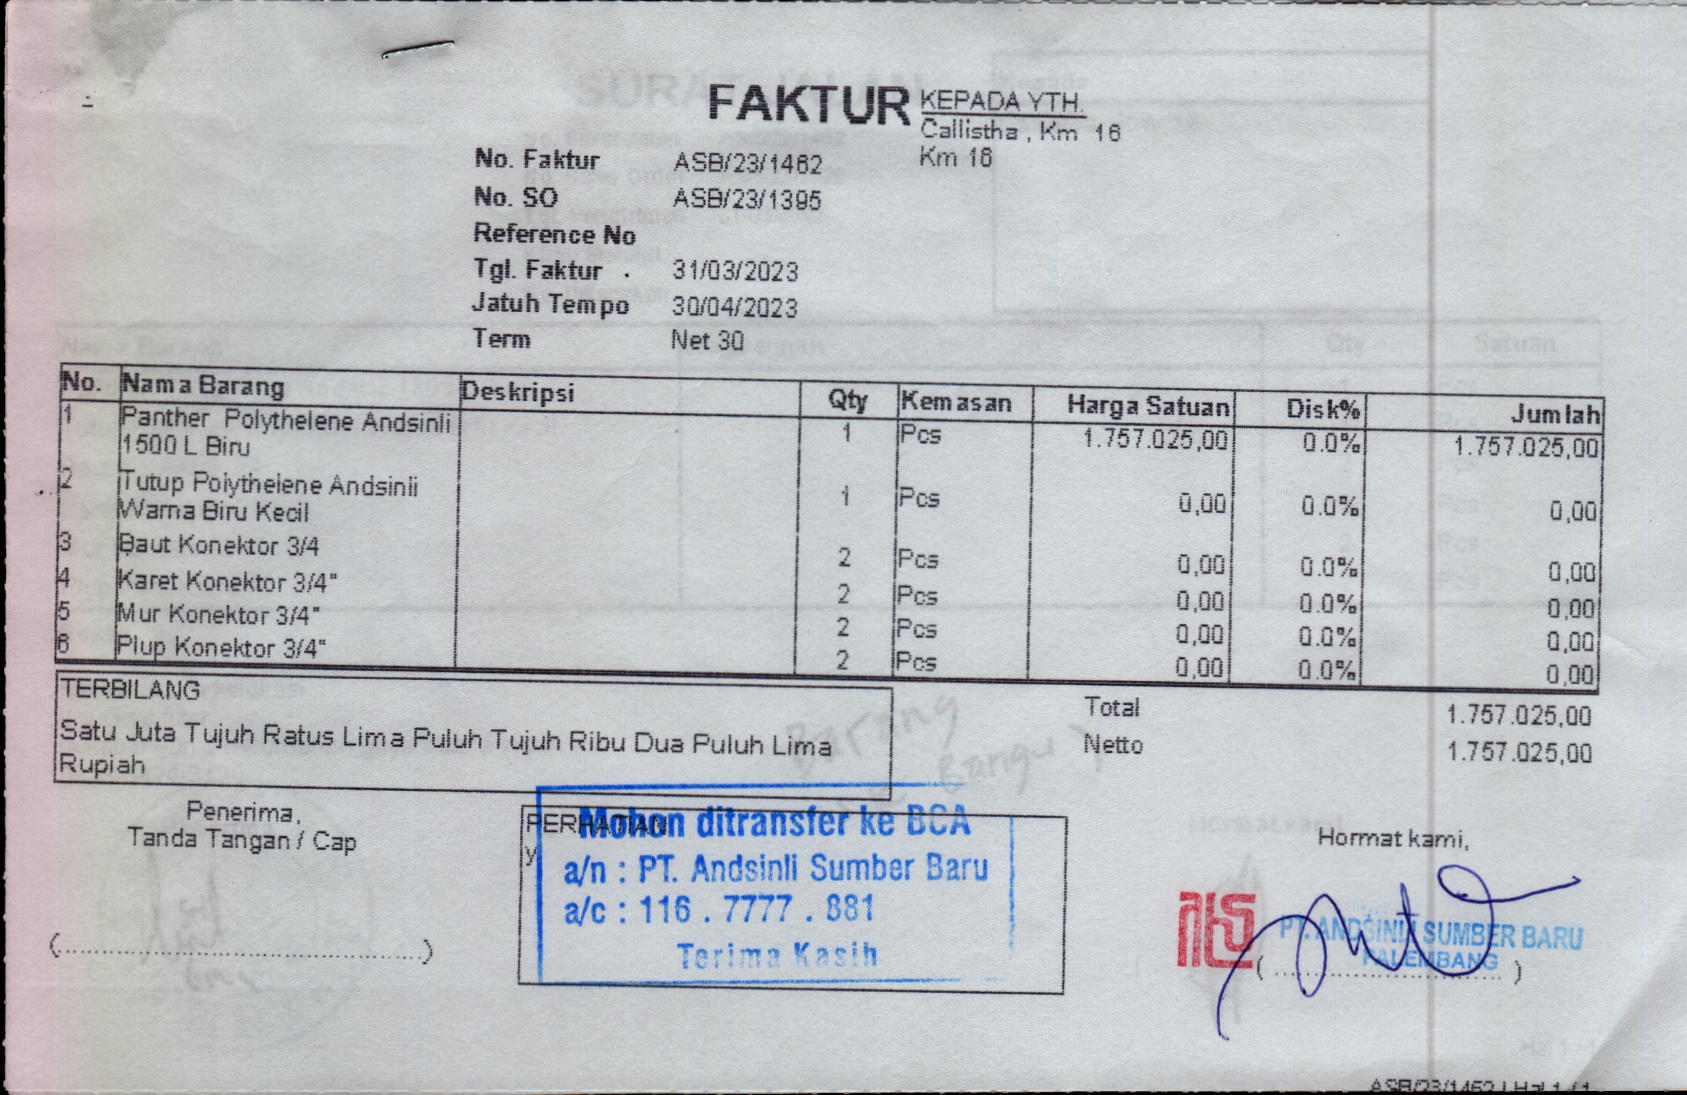 FAKTUR
KEPADA YTH.
Callistha , Km 16
Km 16
No. Faktur ASB/23/1462
No. SO ASB/23/1395
Reference No
Tgl. Faktur . 31/03/2023
Jatuh Tempo 30/04/2023
Term Net 30
No. Nama Barang Deskripsi Qty Kemasan Harga Satuan Disk% Jumlah
1 Panther Polythelene Andsinli 1 Pcs 1.757.025,00 0.0% 1.757.025,00
1500 L Biru
2 Tutup Polythelene Andsinli 1 Pcs 0,00 0.0% 0,00
Warna Biru Kecil
3 Baut Konektor 3/4 2 Pcs 0,00 0.0% 0,00
4 Karet Konektor 3/4" 2 Pcs 0,00 0.0% 0,00
5 Mur Konektor 3/4" 2 Pcs 0,00 0.0% 0,00
6 Plup Konektor 3/4" 2 Pcs 0,00 0.0% 0,00
TERBILANG
Satu Juta Tujuh Ratus Lima Puluh Tujuh Ribu Dua Puluh Lima
Rupiah
Total 1.757.025,00
Netto 1.757.025,00
Barang
Bangu
Penerima,
Tanda Tangan / Cap
(...............................................)
PERHATIAN
y
Mohon ditransfer ke BCA
a/n : PT. Andsinli Sumber Baru
a/c : 116 . 7777 . 881
Terima Kasih
Hormat kami,
PT. ANDSINLI SUMBER BARU
PALEMBANG
(...............................)
ASB/23/1462 | Hal 1 / 1